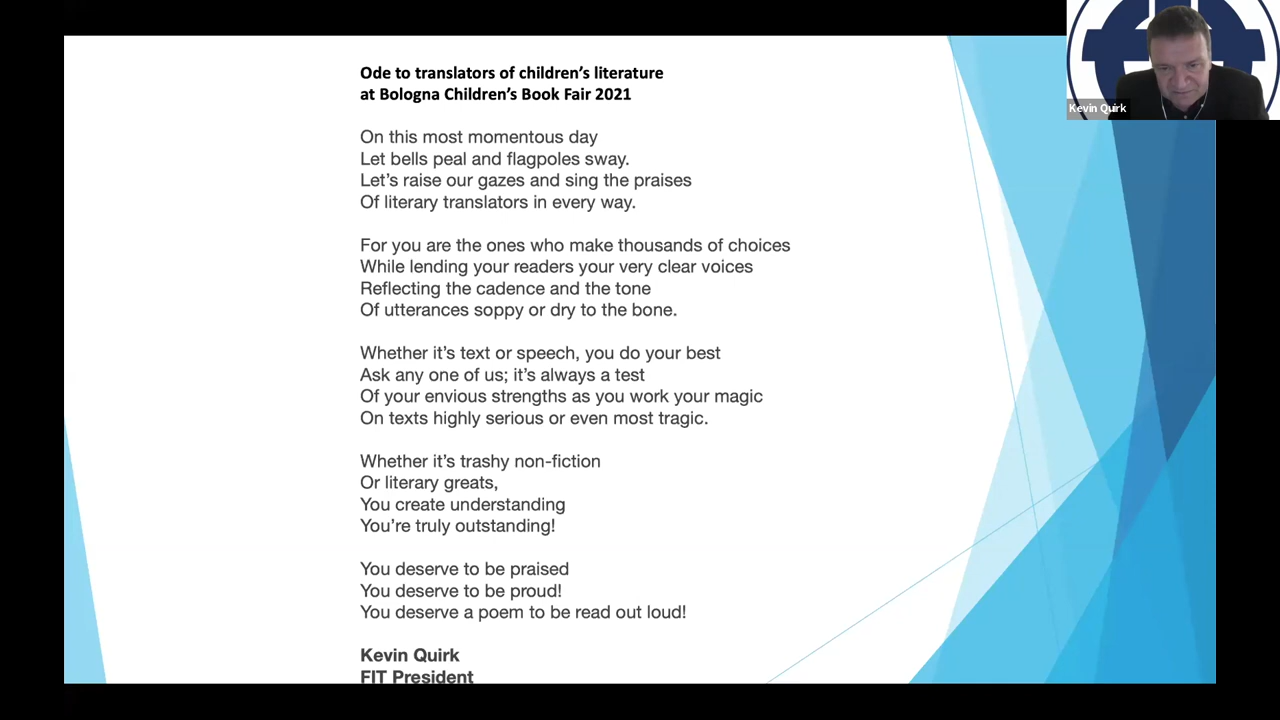 Ode to translators of children’s literature
at Bologna Children’s Book Fair 2021
On this most momentous day
Let bells peal and flagpoles sway.
Let’s raise our gazes and sing the praises
Of literary translators in every way.
For you are the ones who make thousands of choices
While lending your readers your very clear voices
Reflecting the cadence and the tone
Of utterances soppy or dry to the bone.
Whether it’s text or speech, you do your best
Ask any one of us; it’s always a test
Of your envious strengths as you work your magic
On texts highly serious or even most tragic.
Whether it’s trashy non-fiction
Or literary greats,
You create understanding
You’re truly outstanding!
You deserve to be praised
You deserve to be proud!
You deserve a poem to be read out loud!
Kevin Quirk
FIT President
Kevin Quirk